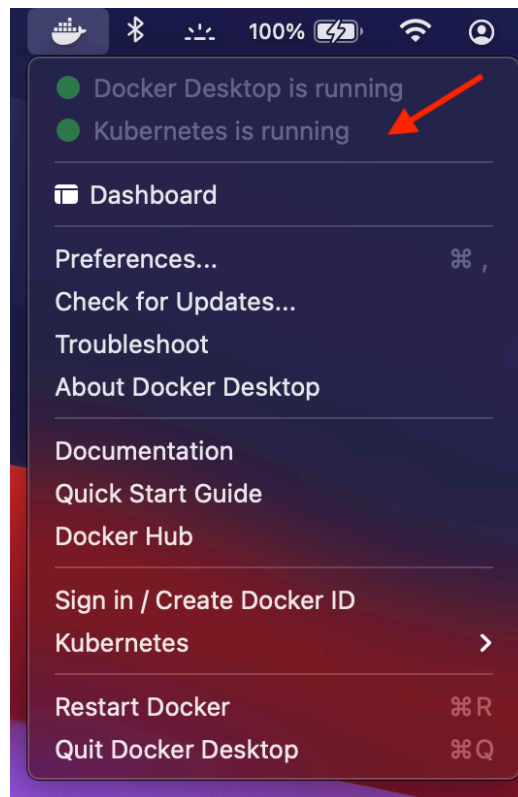 100%
Docker Desktop is running
Kubernetes is running
Dashboard
Preferences... ⌘ ,
Check for Updates...
Troubleshoot
About Docker Desktop
Documentation
Quick Start Guide
Docker Hub
Sign in / Create Docker ID
Kubernetes
Restart Docker ⌘R
Quit Docker Desktop ⌘Q